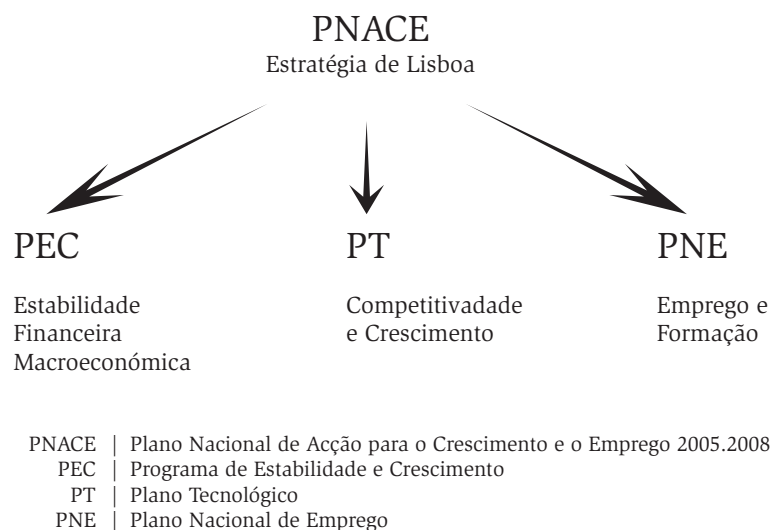 PNACE
Estratégia de Lisboa
PEC
Estabilidade
Financeira
Macroeconómica
PT
Competitivadade
e Crescimento
PNE
Emprego e
Formação
PNACE | Plano Nacional de Acção para o Crescimento e o Emprego 2005.2008
PEC | Programa de Estabilidade e Crescimento
PT | Plano Tecnológico
PNE | Plano Nacional de Emprego